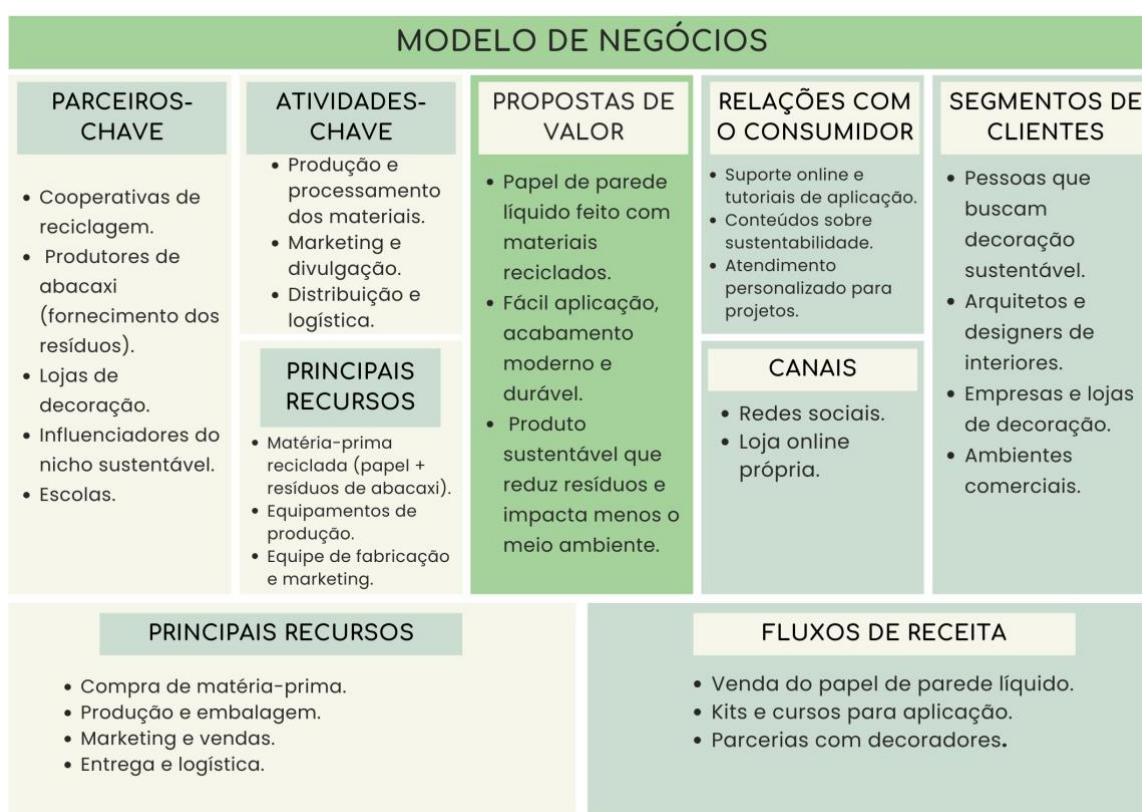 MODELO DE NEGÓCIOS
PARCEIROS-
CHAVE
• Cooperativas de
reciclagem.
• Produtores de
abacaxi
(fornecimento dos
resíduos).
• Lojas de
decoração.
• Influenciadores do
nicho sustentável.
• Escolas.
ATIVIDADES-
CHAVE
• Produção e
processamento
dos materiais.
• Marketing e
divulgação.
• Distribuição e
logística.
PRINCIPAIS
RECURSOS
• Matéria-prima
reciclada (papel +
resíduos de abacaxi).
• Equipamentos de
produção.
• Equipe de fabricação
e marketing.
PROPOSTAS DE
VALOR
• Papel de parede
líquido feito com
materiais
reciclados.
• Fácil aplicação,
acabamento
moderno e
durável.
• Produto
sustentável que
reduz resíduos e
impacta menos o
meio ambiente.
RELAÇÕES COM
O CONSUMIDOR
• Suporte online e
tutoriais de aplicação.
• Conteúdos sobre
sustentabilidade.
• Atendimento
personalizado para
projetos.
CANAIS
• Redes sociais.
• Loja online
própria.
SEGMENTOS DE
CLIENTES
• Pessoas que
buscam
decoração
sustentável.
• Arquitetos e
designers de
interiores.
• Empresas e lojas
de decoração.
• Ambientes
comerciais.
PRINCIPAIS RECURSOS
• Compra de matéria-prima.
• Produção e embalagem.
• Marketing e vendas.
• Entrega e logística.
FLUXOS DE RECEITA
• Venda do papel de parede líquido.
• Kits e cursos para aplicação.
• Parcerias com decoradores.